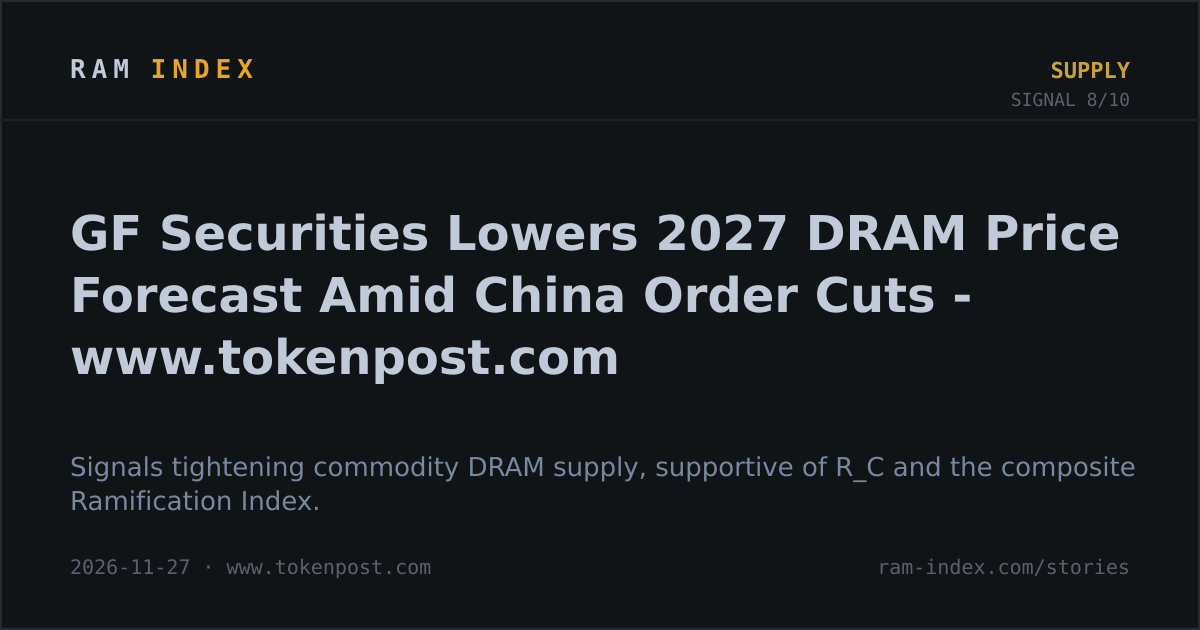 RAM INDEX
SUPPLY
SIGNAL 8/10
GF Securities Lowers 2027 DRAM Price
Forecast Amid China Order Cuts -
www.tokenpost.com
Signals tightening commodity DRAM supply, supportive of R_C and the composite
Ramification Index.
2026-11-27 · www.tokenpost.com
ram-index.com/stories